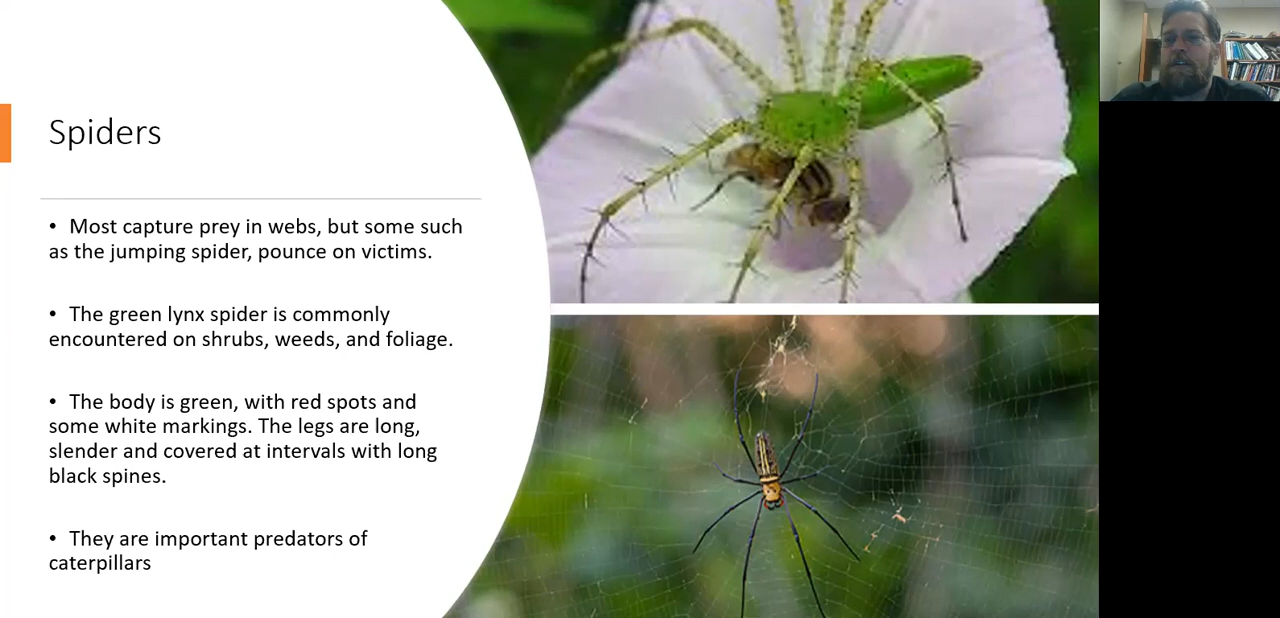 Spiders
• Most capture prey in webs, but some such
as the jumping spider, pounce on victims.
• The green lynx spider is commonly
encountered on shrubs, weeds, and foliage.
• The body is green, with red spots and
some white markings. The legs are long,
slender and covered at intervals with long
black spines.
• They are important predators of
caterpillars